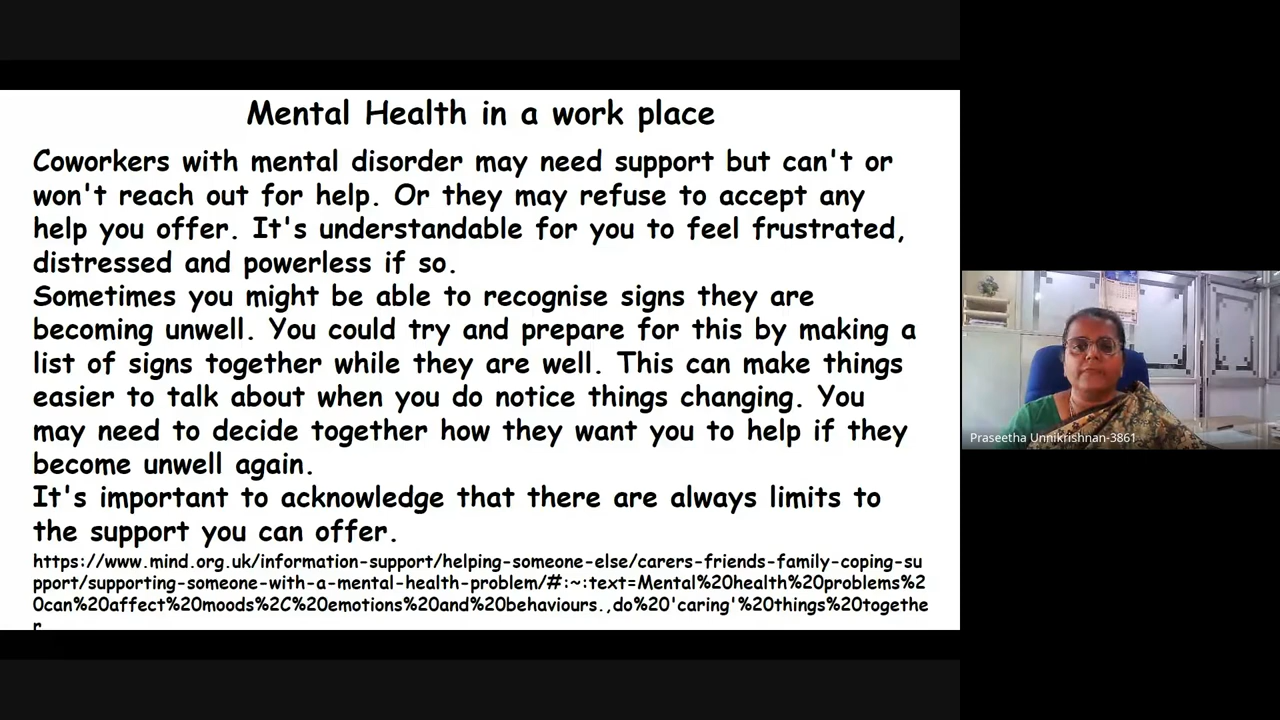 Mental Health in a work place
Coworkers with mental disorder may need support but can't or
won't reach out for help. Or they may refuse to accept any
help you offer. It's understandable for you to feel frustrated,
distressed and powerless if so.
Sometimes you might be able to recognise signs they are
becoming unwell. You could try and prepare for this by making a
list of signs together while they are well. This can make things
easier to talk about when you do notice things changing. You
may need to decide together how they want you to help if they
become unwell again.
It's important to acknowledge that there are always limits to
the support you can offer.
https://www.mind.org.uk/information-support/helping-someone-else/carers-friends-family-coping-su
pport/supporting-someone-with-a-mental-health-problem/#:~:text=Mental%20health%20problems%2
0can%20affect%20moods%2C%20emotions%20and%20behaviours.,do%20'caring'%20things%20togethe
r
Praseetha Unnikrishnan-3861